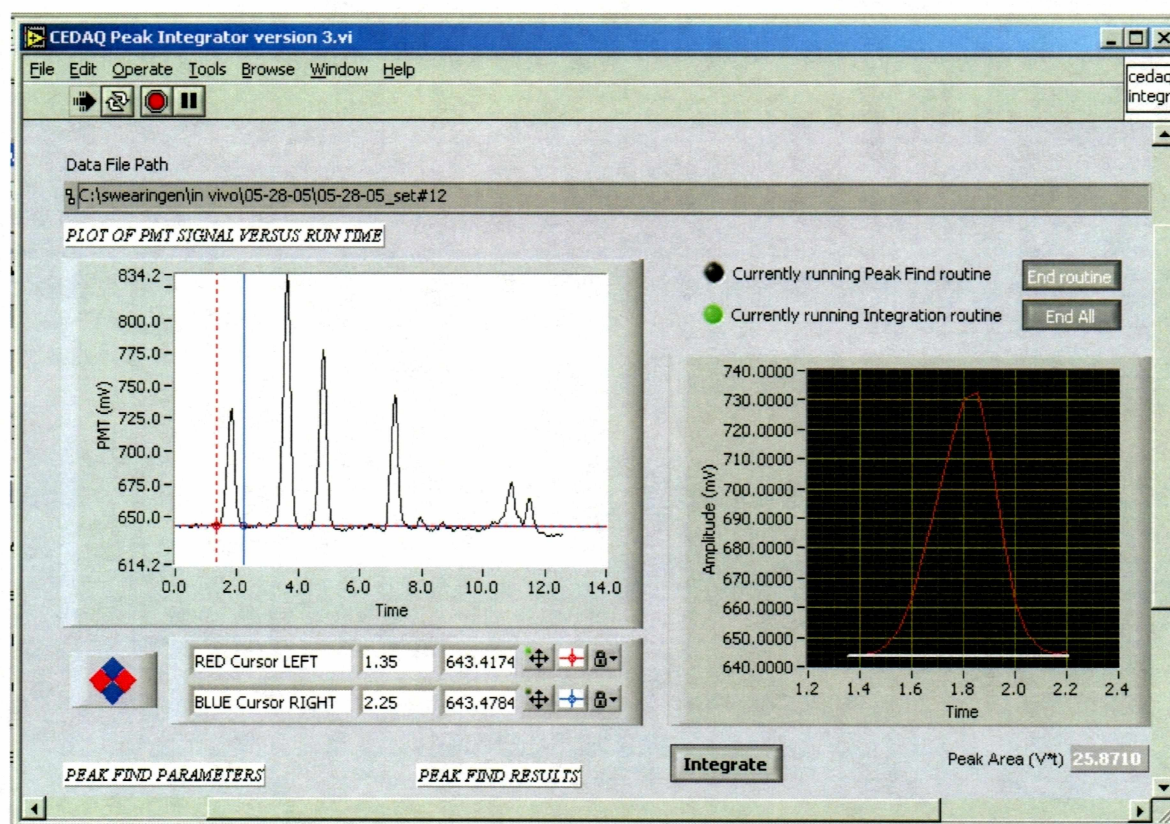 CEDAQ Peak Integrator version 3.vi
File Edit Operate Tools Browse Window Help
cedaq
integr
Data File Path
C:\swearingen\in vivo\05-28-05\05-28-05_set#12
PLOT OF PMT SIGNAL VERSUS RUN TIME
834.2
800.0
775.0
750.0
725.0
700.0
675.0
650.0
614.2
PMT (mV)
0.0 2.0 4.0 6.0 8.0 10.0 12.0 14.0
Time
Currently running Peak Find routine End routine
Currently running Integration routine End All
740.0000
730.0000
720.0000
710.0000
700.0000
690.0000
680.0000
670.0000
660.0000
650.0000
640.0000
Amplitude (mV)
1.2 1.4 1.6 1.8 2.0 2.2 2.4
Time
RED Cursor LEFT 1.35 643.4174
BLUE Cursor RIGHT 2.25 643.4784
Integrate
Peak Area (V*t) 25.8710
PEAK FIND PARAMETERS
PEAK FIND RESULTS